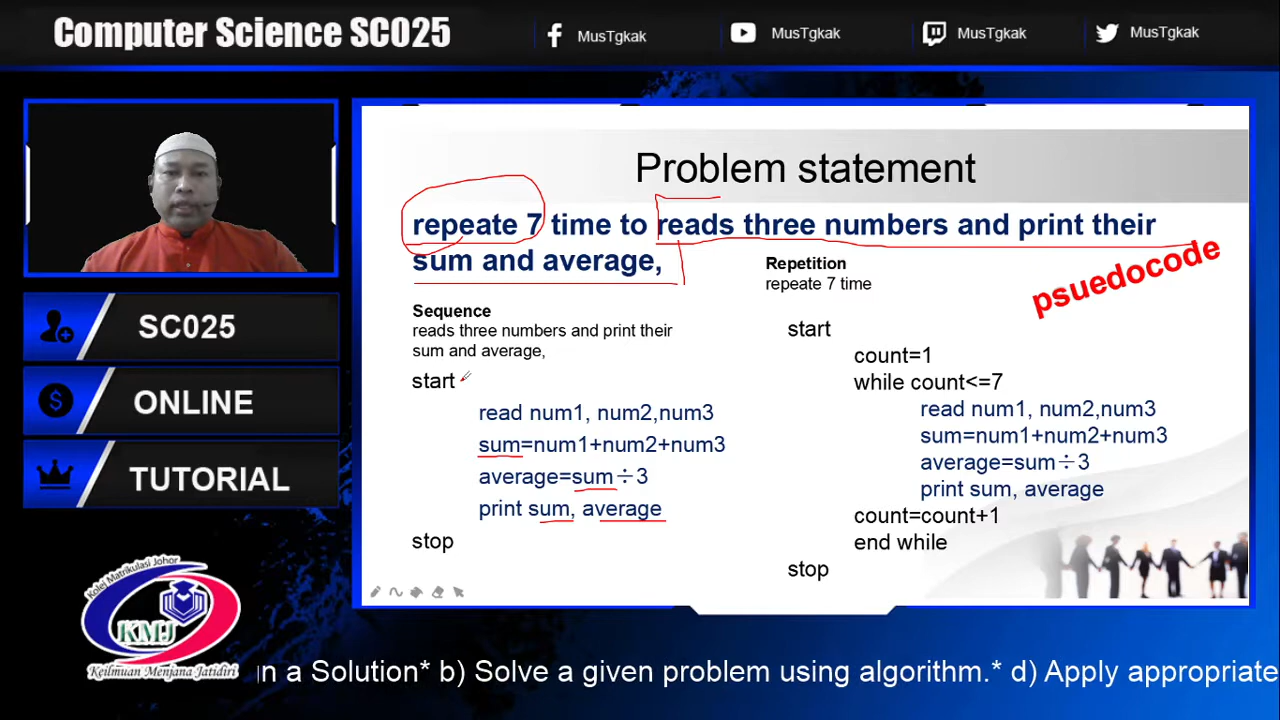 Computer Science SC025
MusTgkak
MusTgkak
MusTgkak
MusTgkak
Problem statement
repeate 7 time to reads three numbers and print their
sum and average,
psuedocode
Sequence
reads three numbers and print their
sum and average,
start
read num1, num2,num3
sum=num1+num2+num3
average=sum÷3
print sum, average
stop
Repetition
repeate 7 time
start
count=1
while count<=7
read num1, num2,num3
sum=num1+num2+num3
average=sum÷3
print sum, average
count=count+1
end while
stop
SC025
ONLINE
TUTORIAL
Kolej Matrikulasi Johor
KMJ
Keilmuan Menjana Jatidiri
n a Solution* b) Solve a given problem using algorithm.* d) Apply appropriate